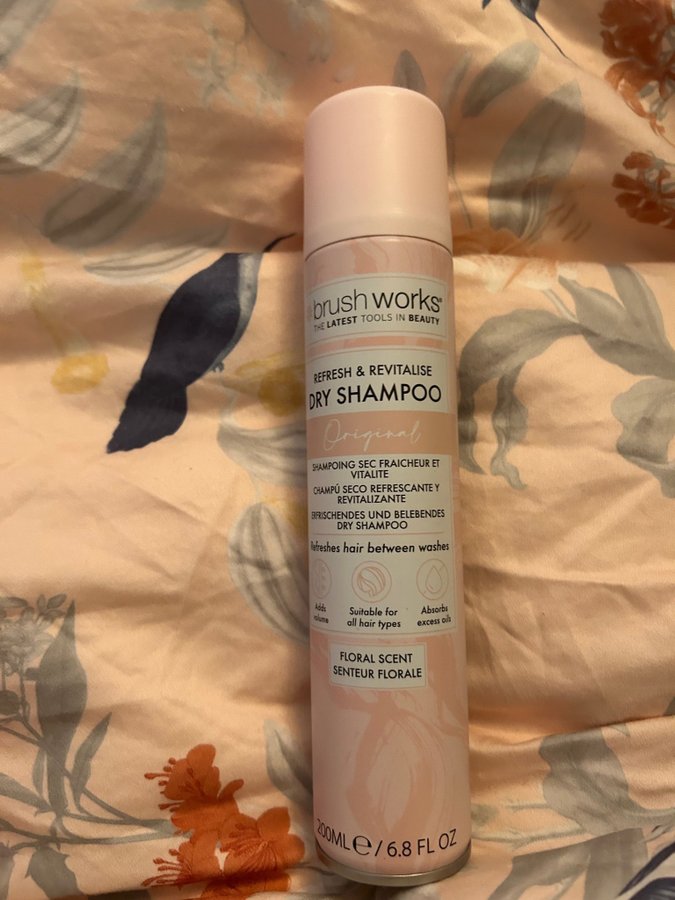 brush works®
THE LATEST TOOLS IN BEAUTY
REFRESH & REVITALISE
DRY SHAMPOO
Original
SHAMPOING SEC FRAICHEUR ET
VITALITE
CHAMPÚ SECO REFRESCANTE Y
REVITALIZANTE
ERFRISCHENDES UND BELEBENDES
DRY SHAMPOO
Refreshes hair between washes
Adds
volume
Suitable for
all hair types
Absorbs
excess oils
FLORAL SCENT
SENTEUR FLORALE
200ML ℮ / 6.8 FL OZ